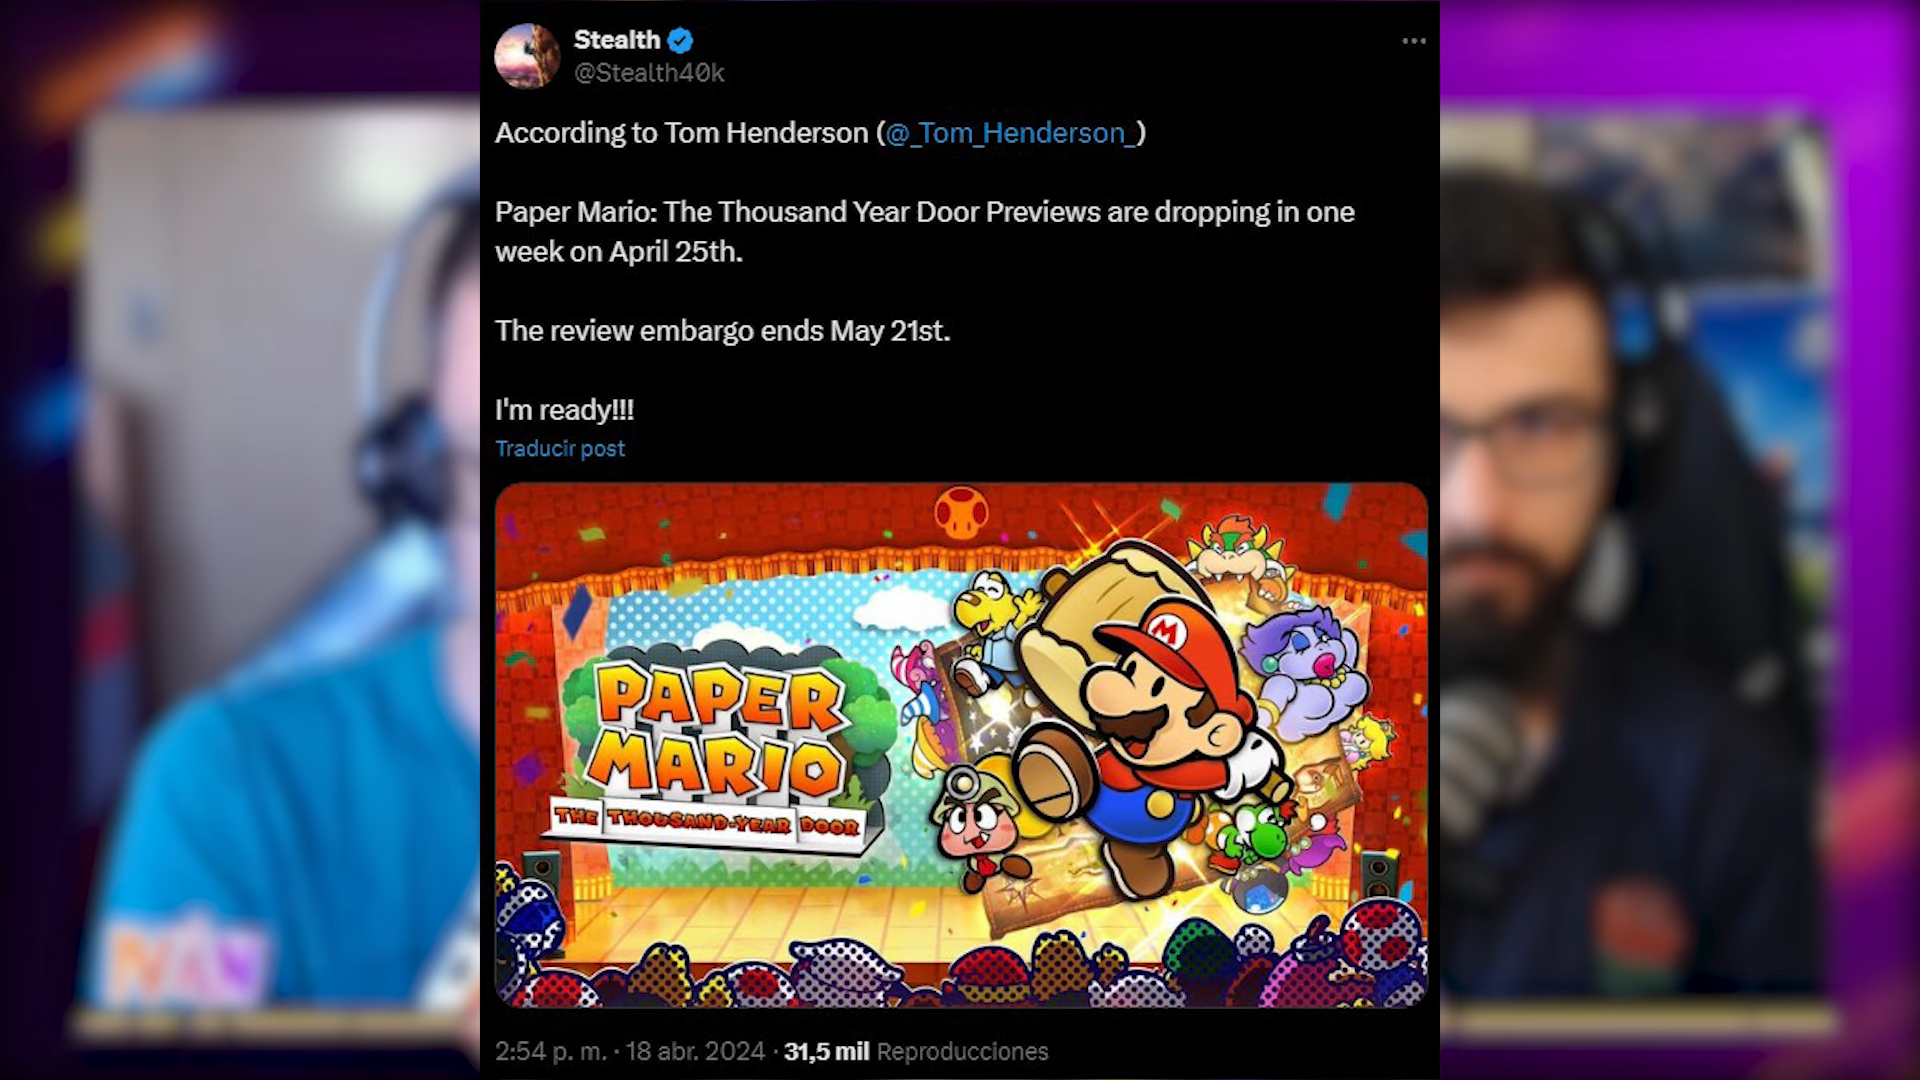 Stealth
@Stealth40k
According to Tom Henderson (@_Tom_Henderson_)
Paper Mario: The Thousand Year Door Previews are dropping in one
week on April 25th.
The review embargo ends May 21st.
I'm ready!!!
Traducir post
M
PAPER
MARIO
THE THOUSAND-YEAR DOOR
2:54 p. m. · 18 abr. 2024 · 31,5 mil Reproducciones
IVÁN